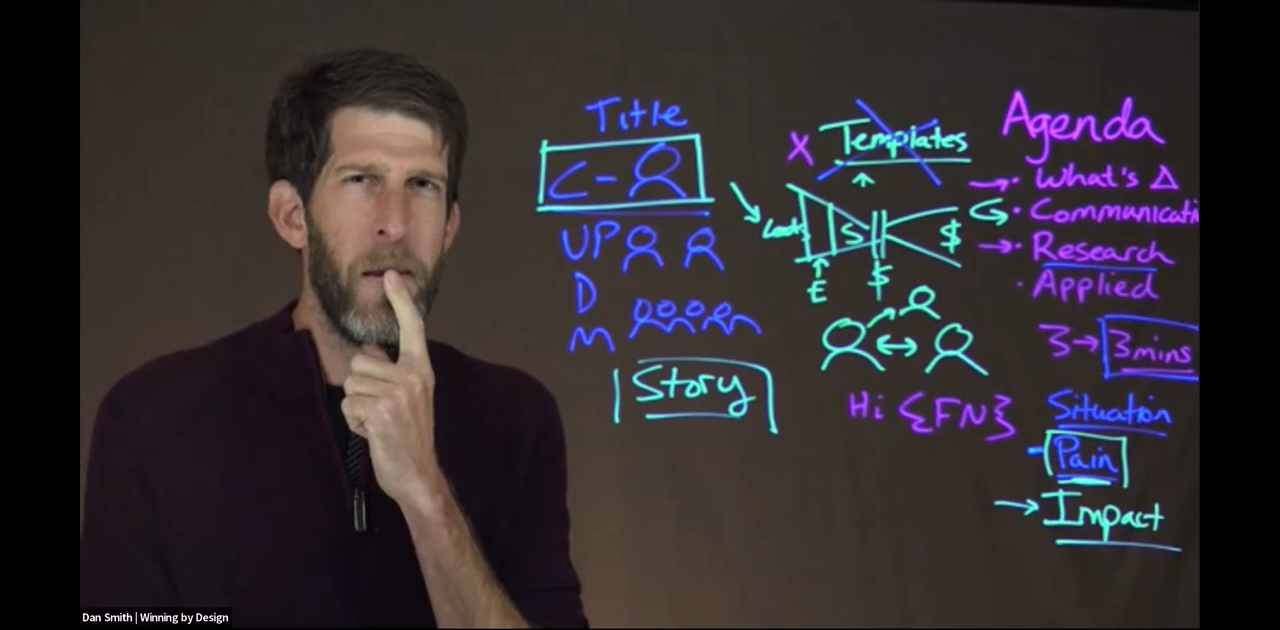 Title
C-
UP
D
M
Story
X Templates
Leads
S
$
$
E
Hi {FN}
Agenda
· What's Δ
· Communicati
· Research
· Applied
3→ 3mins
Situation
- Pain
→ Impact
Dan Smith | Winning by Design